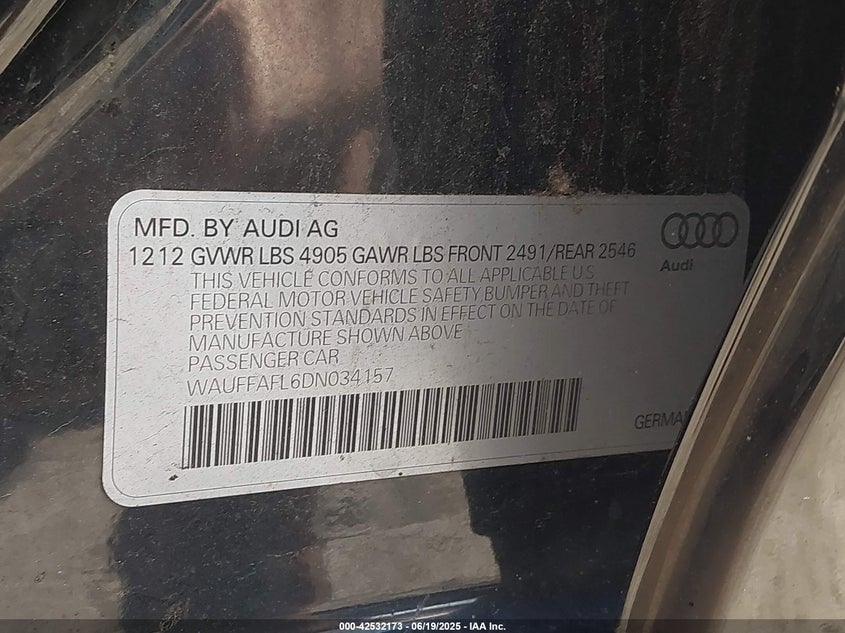 MFD. BY AUDI AG
1212 GVWR LBS 4905 GAWR LBS FRONT 2491/REAR 2546
THIS VEHICLE CONFORMS TO ALL APPLICABLE U.S.
FEDERAL MOTOR VEHICLE SAFETY BUMPER AND THEFT
PREVENTION STANDARDS IN EFFECT ON THE DATE OF
MANUFACTURE SHOWN ABOVE
PASSENGER CAR
WAUFFAFL6DN034157
Audi
GERMAN
000-42532173 - 06/19/2025 - IAA Inc.